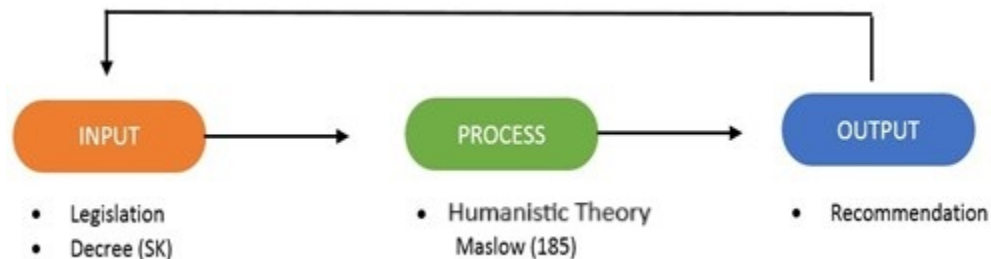 INPUT
PROCESS
OUTPUT
• Legislation
• Decree (SK)
• Humanistic Theory
Maslow (185)
• Recommendation